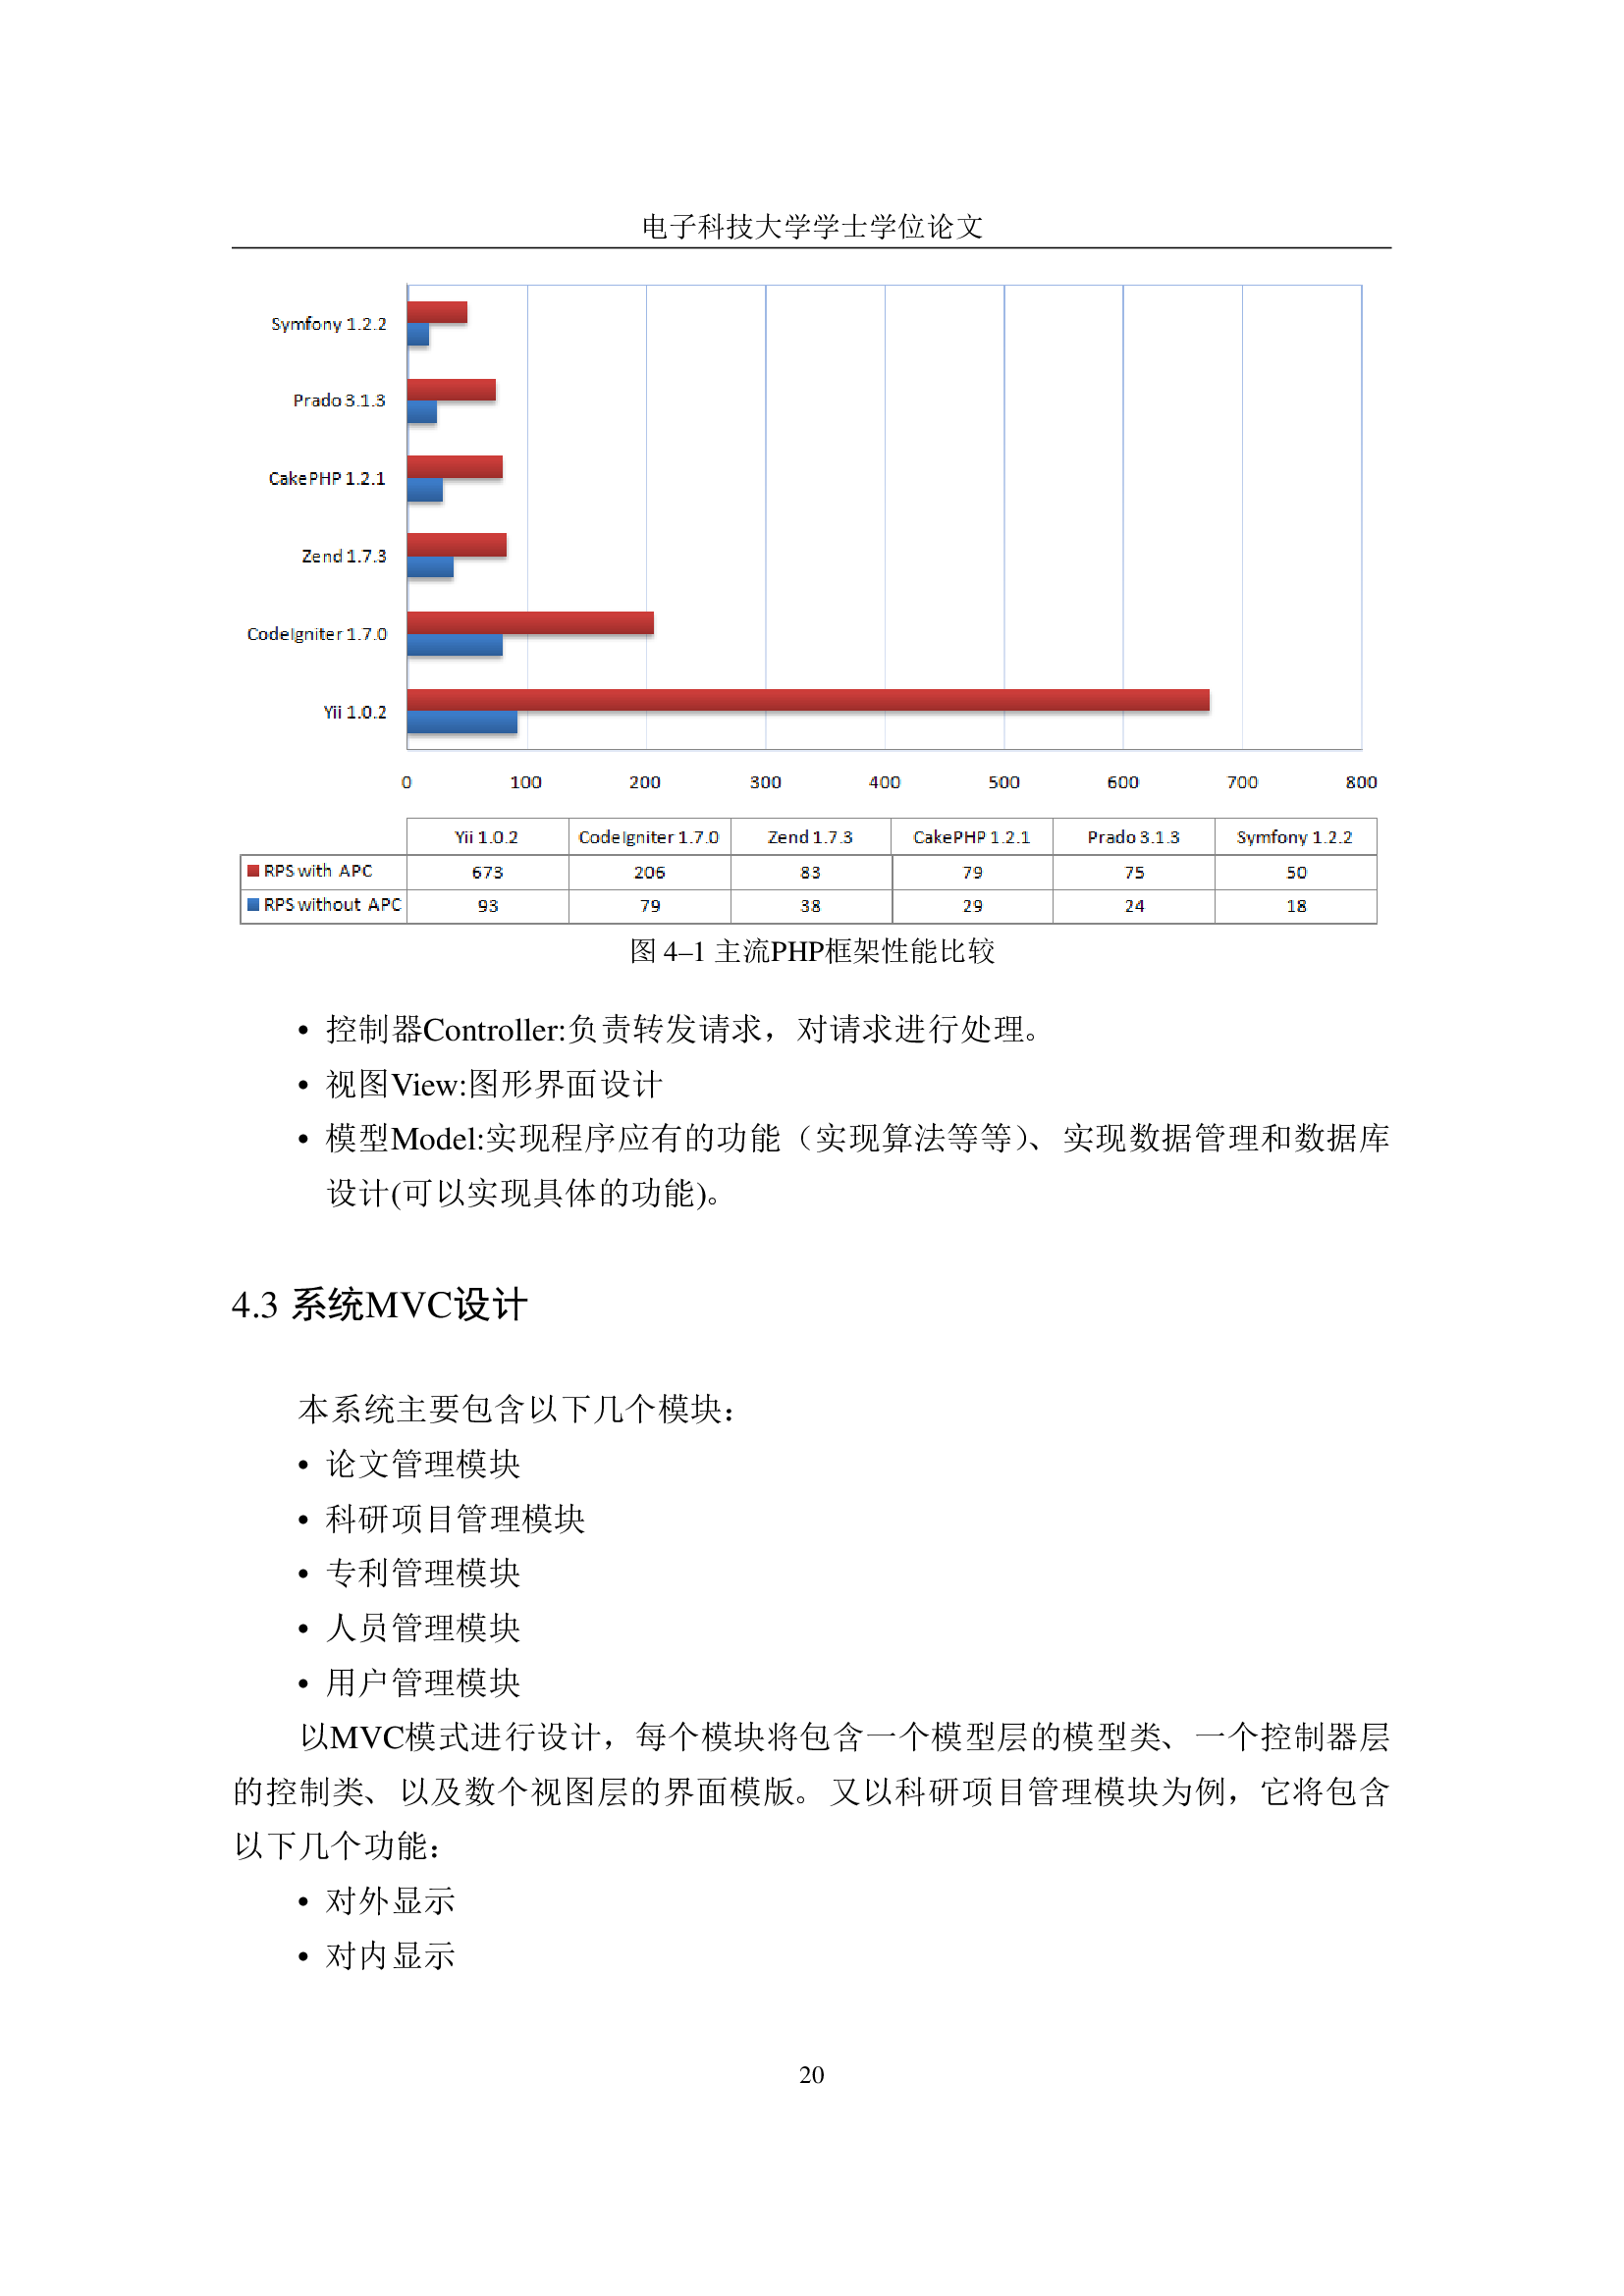 电子科技大学学士学位论文
Symfony 1.2.2
Prado 3.1.3
CakePHP 1.2.1
Zend 1.7.3
CodeIgniter 1.7.0
Yii 1.0.2
0 100 200 300 400 500 600 700 800
Yii 1.0.2 CodeIgniter 1.7.0 Zend 1.7.3 CakePHP 1.2.1 Prado 3.1.3 Symfony 1.2.2
RPS with APC 673 206 83 79 75 50
RPS without APC 93 79 38 29 24 18
图 4–1 主流PHP框架性能比较
• 控制器Controller:负责转发请求，对请求进行处理。
• 视图View:图形界面设计
• 模型Model:实现程序应有的功能（实现算法等等）、实现数据管理和数据库
设计(可以实现具体的功能)。
4.3 系统MVC设计
本系统主要包含以下几个模块：
• 论文管理模块
• 科研项目管理模块
• 专利管理模块
• 人员管理模块
• 用户管理模块
以MVC模式进行设计，每个模块将包含一个模型层的模型类、一个控制器层
的控制类、以及数个视图层的界面模版。又以科研项目管理模块为例，它将包含
以下几个功能：
• 对外显示
• 对内显示
20